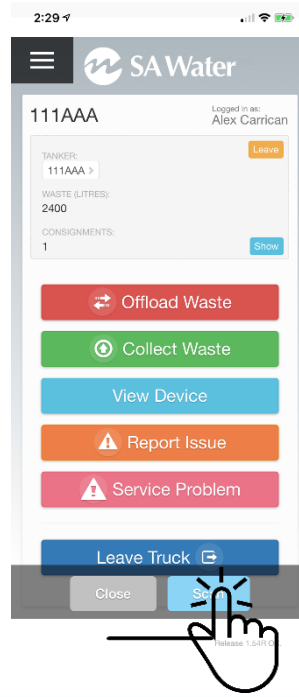 2:29
SA Water
111AAA
Logged in as:
Alex Carrican
TANKER:
Leave
111AAA >
WASTE (LITRES):
2400
CONSIGNMENTS:
1
Show
Offload Waste
Collect Waste
View Device
Report Issue
Service Problem
Leave Truck
Close